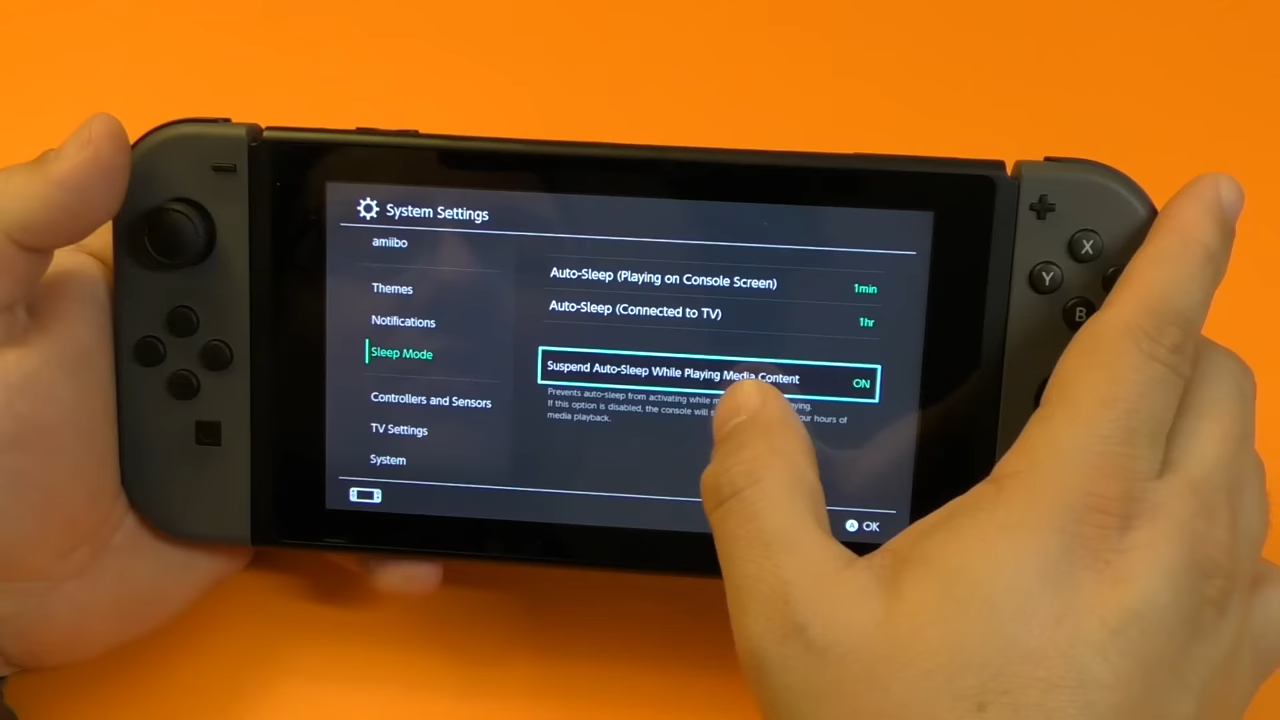 System Settings
amiibo
Themes
Notifications
Sleep Mode
Controllers and Sensors
TV Settings
System
Auto-Sleep (Playing on Console Screen) 1min
Auto-Sleep (Connected to TV) 1hr
Suspend Auto-Sleep While Playing Media Content ON
Prevents auto-sleep from activating while
If this option is disabled, the console will hours of
media playback.
A OK
X
Y
B